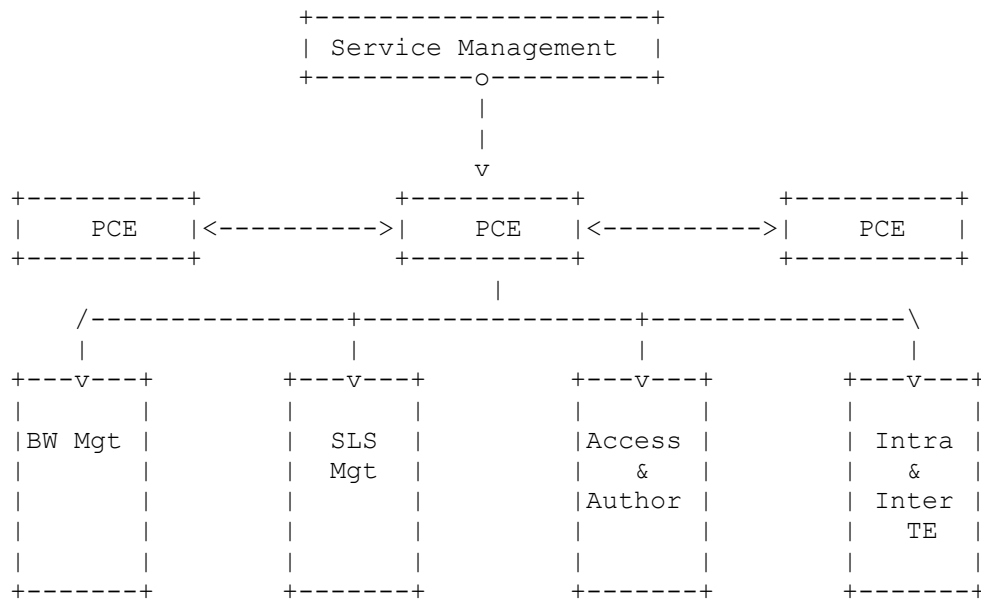 Service Management
PCE PCE PCE
BW Mgt SLS Access Intra
Mgt & &
Author Inter
TE